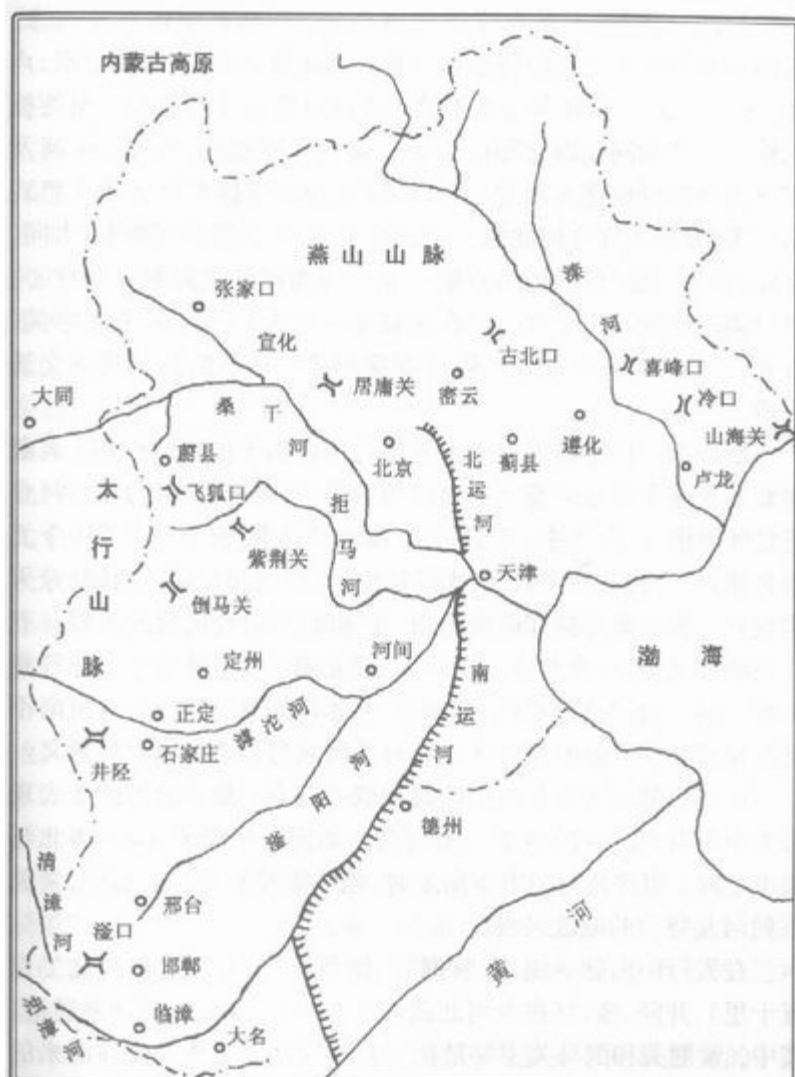 内蒙古高原
燕山山脉
张家口
宣化
滦河
古北口
喜峰口
大同
桑干河
居庸关
密云
冷口
遵化
山海关
蔚县
北京
北运河
蓟县
卢龙
太行山脉
飞狐口
拒马河
紫荆关
天津
倒马关
渤海
定州
河间
南运河
正定
滹沱河
石家庄
井陉
滏阳河
德州
清漳河
邢台
黄河
滏口
邯郸
临漳
大名